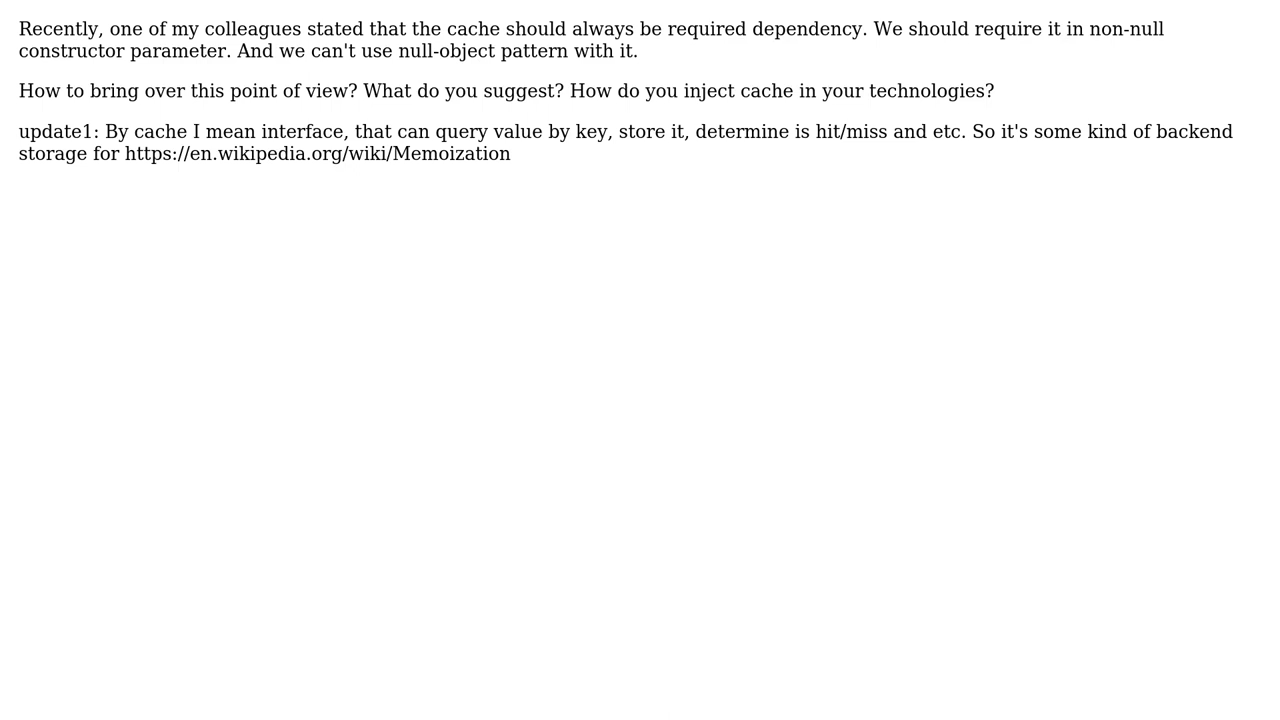 Recently, one of my colleagues stated that the cache should always be required dependency. We should require it in non-null
constructor parameter. And we can't use null-object pattern with it.
How to bring over this point of view? What do you suggest? How do you inject cache in your technologies?
update1: By cache I mean interface, that can query value by key, store it, determine is hit/miss and etc. So it's some kind of backend
storage for https://en.wikipedia.org/wiki/Memoization